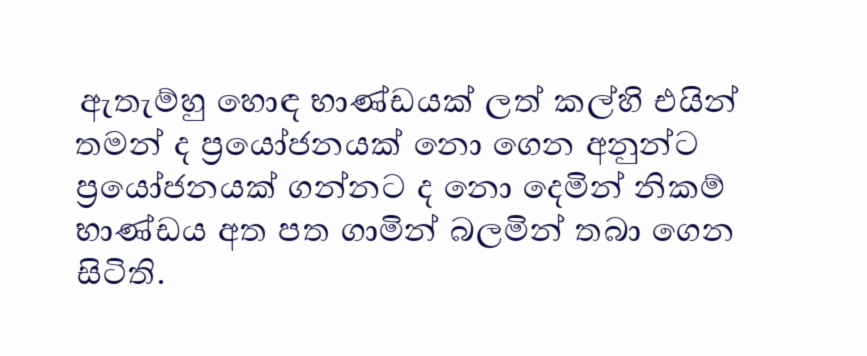 ඇතැම්හු හොඳ භාණ්ඩයක් ලත් කල්හි එයින්
තමන් ද ප්‍රයෝජනයක් නො ගෙන අනුන්ට
ප්‍රයෝජනයක් ගන්නට ද නො දෙමින් නිකම්
භාණ්ඩය අත පත ගාමින් බලමින් තබා ගෙන
සිටිති.